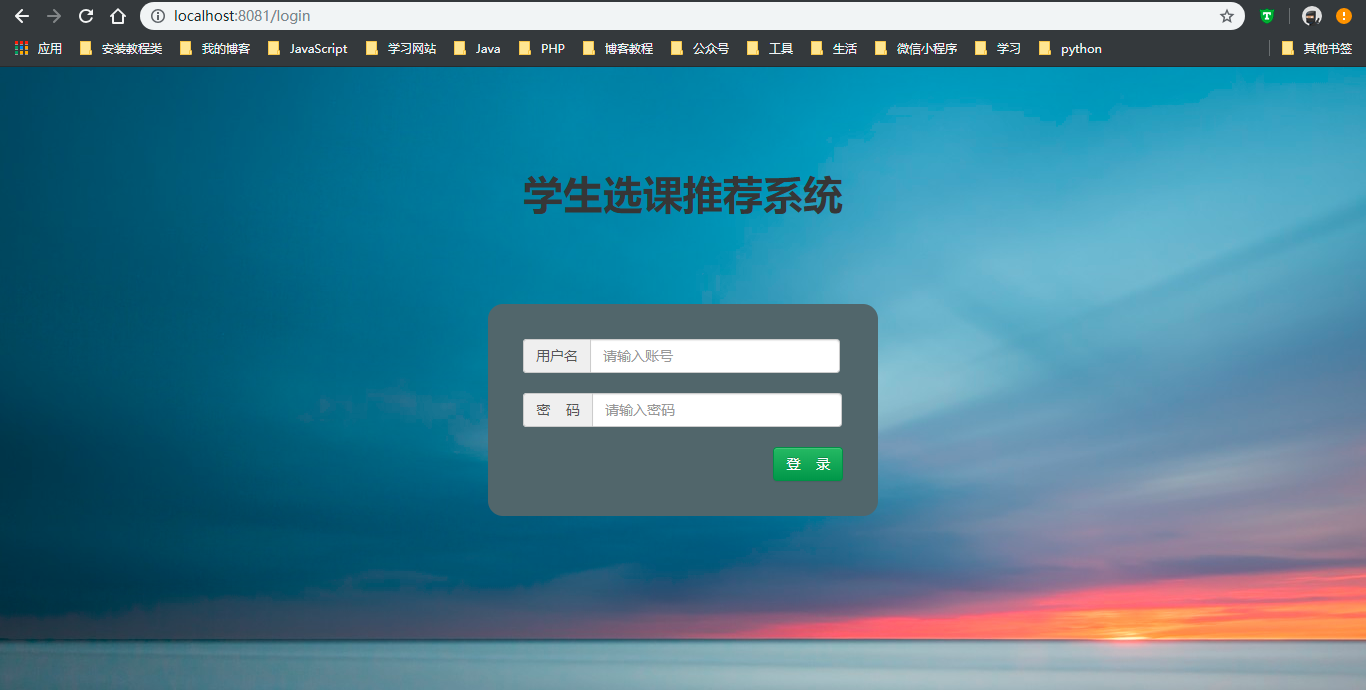 localhost:8081/login
应用 安装教程类 我的博客 JavaScript 学习网站 Java PHP 博客教程 公众号 工具 生活 微信小程序 学习 python 其他书签
学生选课推荐系统
用户名 请输入账号
密 码 请输入密码
登 录